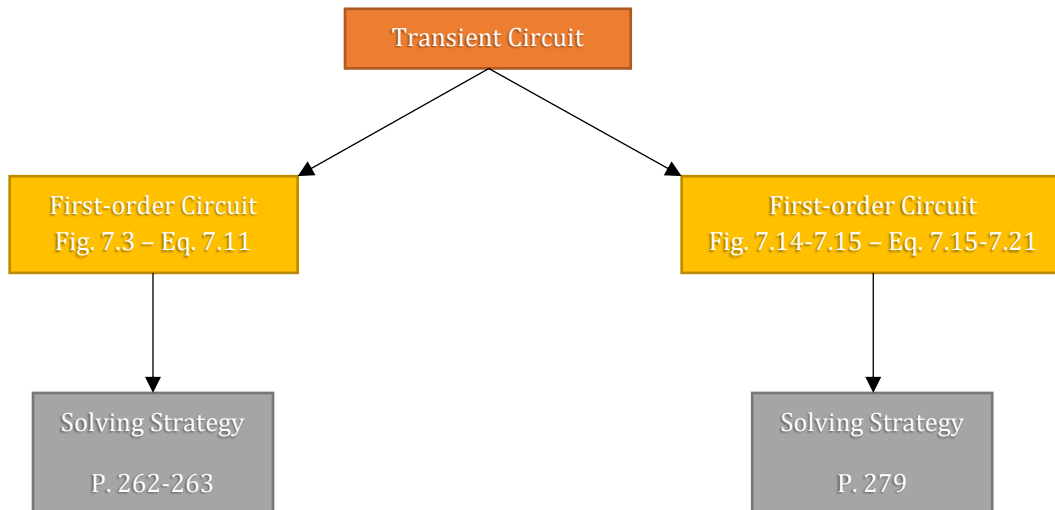 Transient Circuit
First-order Circuit
Fig. 7.3 – Eq. 7.11
First-order Circuit
Fig. 7.14-7.15 – Eq. 7.15-7.21
Solving Strategy
P. 262-263
Solving Strategy
P. 279